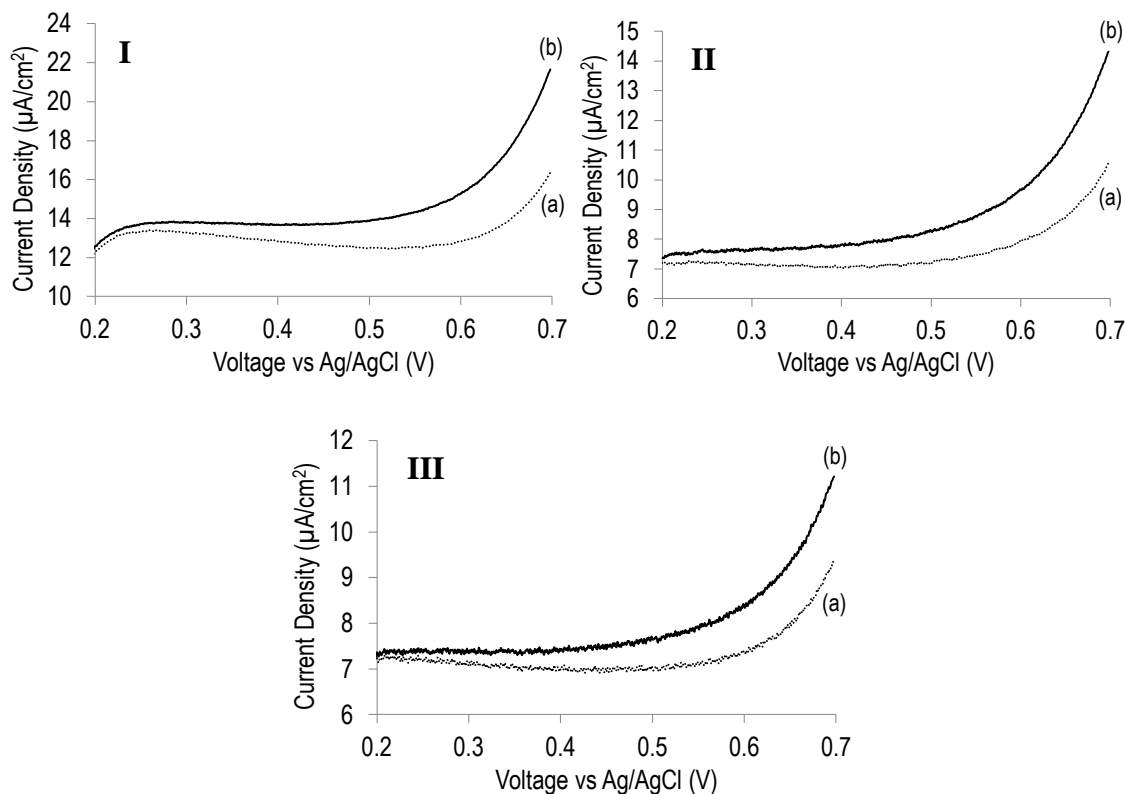 I
Current Density (µA/cm²)
24
22
20
18
16
14
12
10
(b)
(a)
0.2 0.3 0.4 0.5 0.6 0.7
Voltage vs Ag/AgCl (V)
II
Current Density (µA/cm²)
15
14
13
12
11
10
9
8
7
6
(b)
(a)
0.2 0.3 0.4 0.5 0.6 0.7
Voltage vs Ag/AgCl (V)
III
Current Density (µA/cm²)
12
11
10
9
8
7
6
(b)
(a)
0.2 0.3 0.4 0.5 0.6 0.7
Voltage vs Ag/AgCl (V)